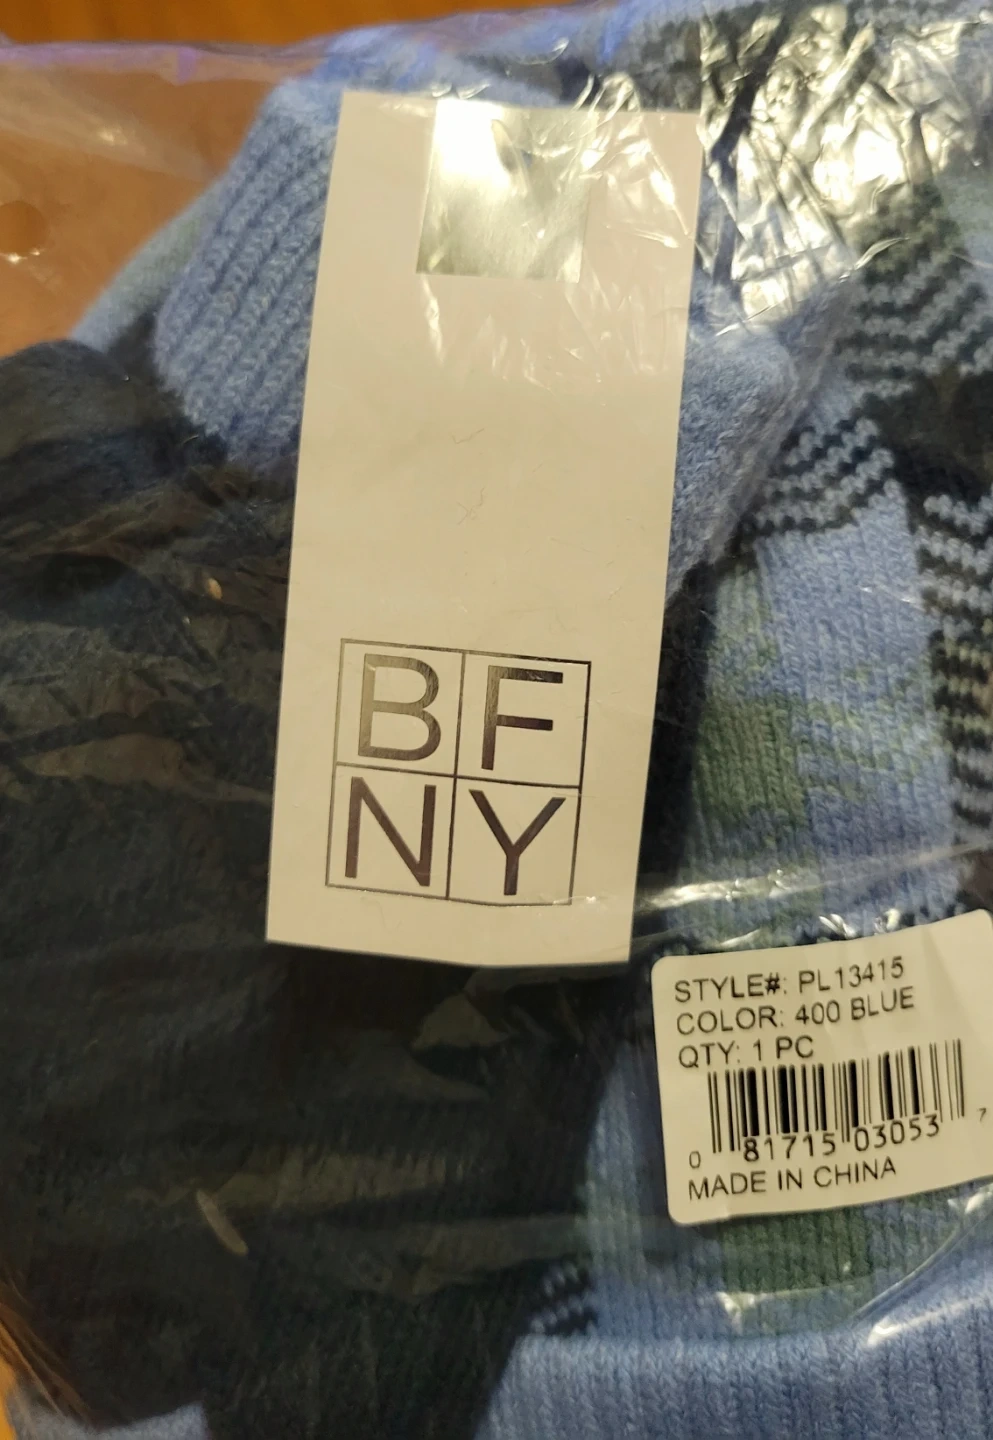 BF
NY
STYLE#: PL13415
COLOR: 400 BLUE
QTY: 1 PC
0 81715 03053 7
MADE IN CHINA